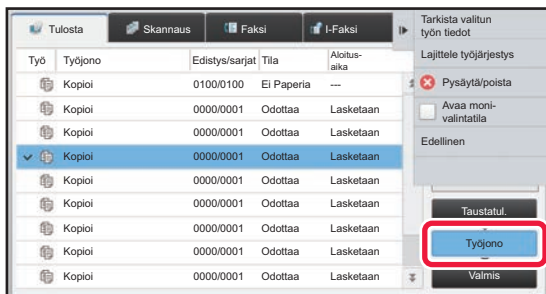 Tulosta Skannaus Faksi I-Faksi
Työ Työjono Edistys/sarjat Tila Aloitus-
aika
Kopioi 0100/0100 Ei Paperia ---
Kopioi 0000/0001 Odottaa Lasketaan
Kopioi 0000/0001 Odottaa Lasketaan
Kopioi 0000/0001 Odottaa Lasketaan
Kopioi 0000/0001 Odottaa Lasketaan
Kopioi 0000/0001 Odottaa Lasketaan
Kopioi 0000/0001 Odottaa Lasketaan
Kopioi 0000/0001 Odottaa Lasketaan
Kopioi 0000/0001 Odottaa Lasketaan
Tarkista valitun
työn tiedot
Lajittele työjärjestys
Pysäytä/poista
Avaa moni-
valintatila
Edellinen
Taustatul.
Työjono
Valmis